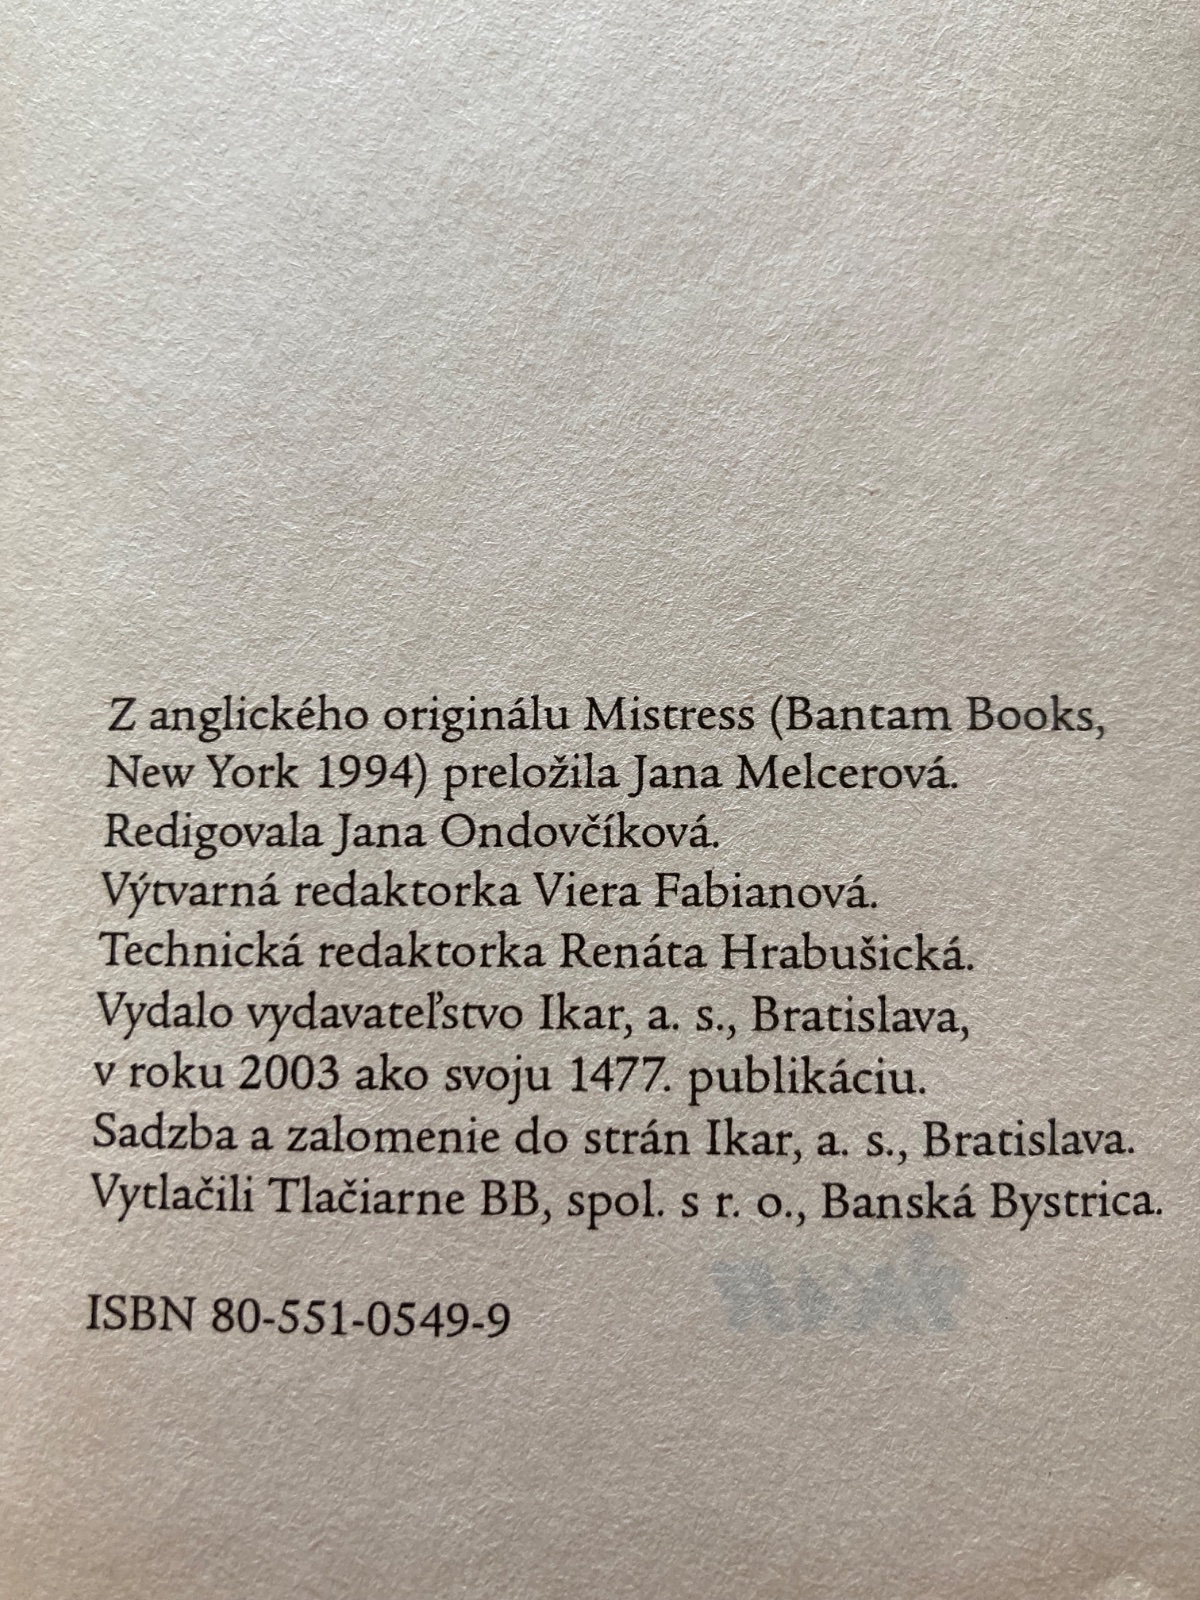 Z anglického originálu Mistress (Bantam Books,
New York 1994) preložila Jana Melcerová.
Redigovala Jana Ondovčíková.
Výtvarná redaktorka Viera Fabianová.
Technická redaktorka Renáta Hrabušická.
Vydalo vydavateľstvo Ikar, a. s., Bratislava,
v roku 2003 ako svoju 1477. publikáciu.
Sadzba a zalomenie do strán Ikar, a. s., Bratislava.
Vytlačili Tlačiarne BB, spol. s r. o., Banská Bystrica.
ISBN 80-551-0549-9